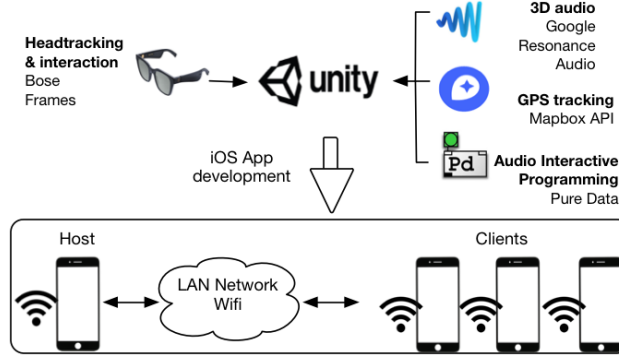 Headtracking
& interaction
Bose
Frames
unity
3D audio
Google
Resonance
Audio
GPS tracking
Mapbox API
Pd
Audio Interactive
Programming
Pure Data
iOS App
development
Host
LAN Network
Wifi
Clients